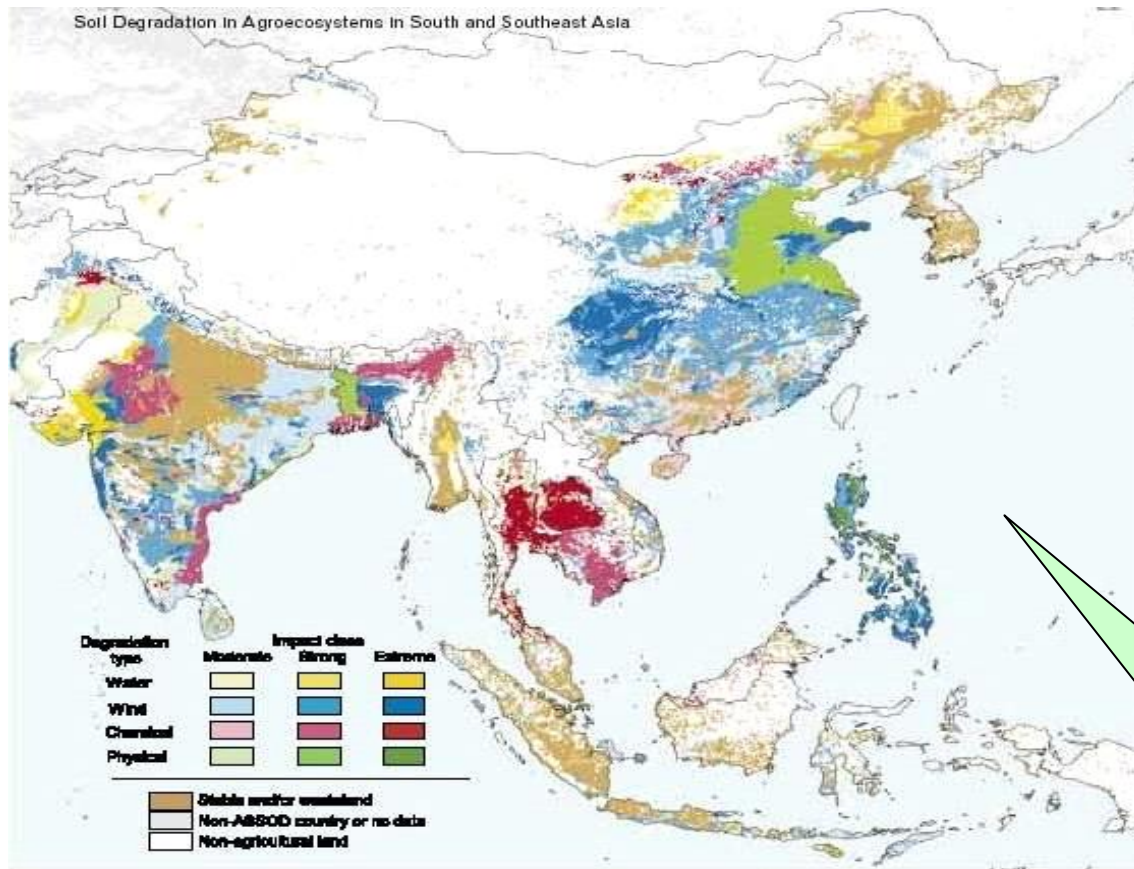 Soil Degradation in Agroecosystems in South and Southeast Asia
Degradation type
Impact class
Moderate Strong Extreme
Water
Wind
Chemical
Physical
Stable and/or wasteland
Non-ASSOD country or no data
Non-agricultural land